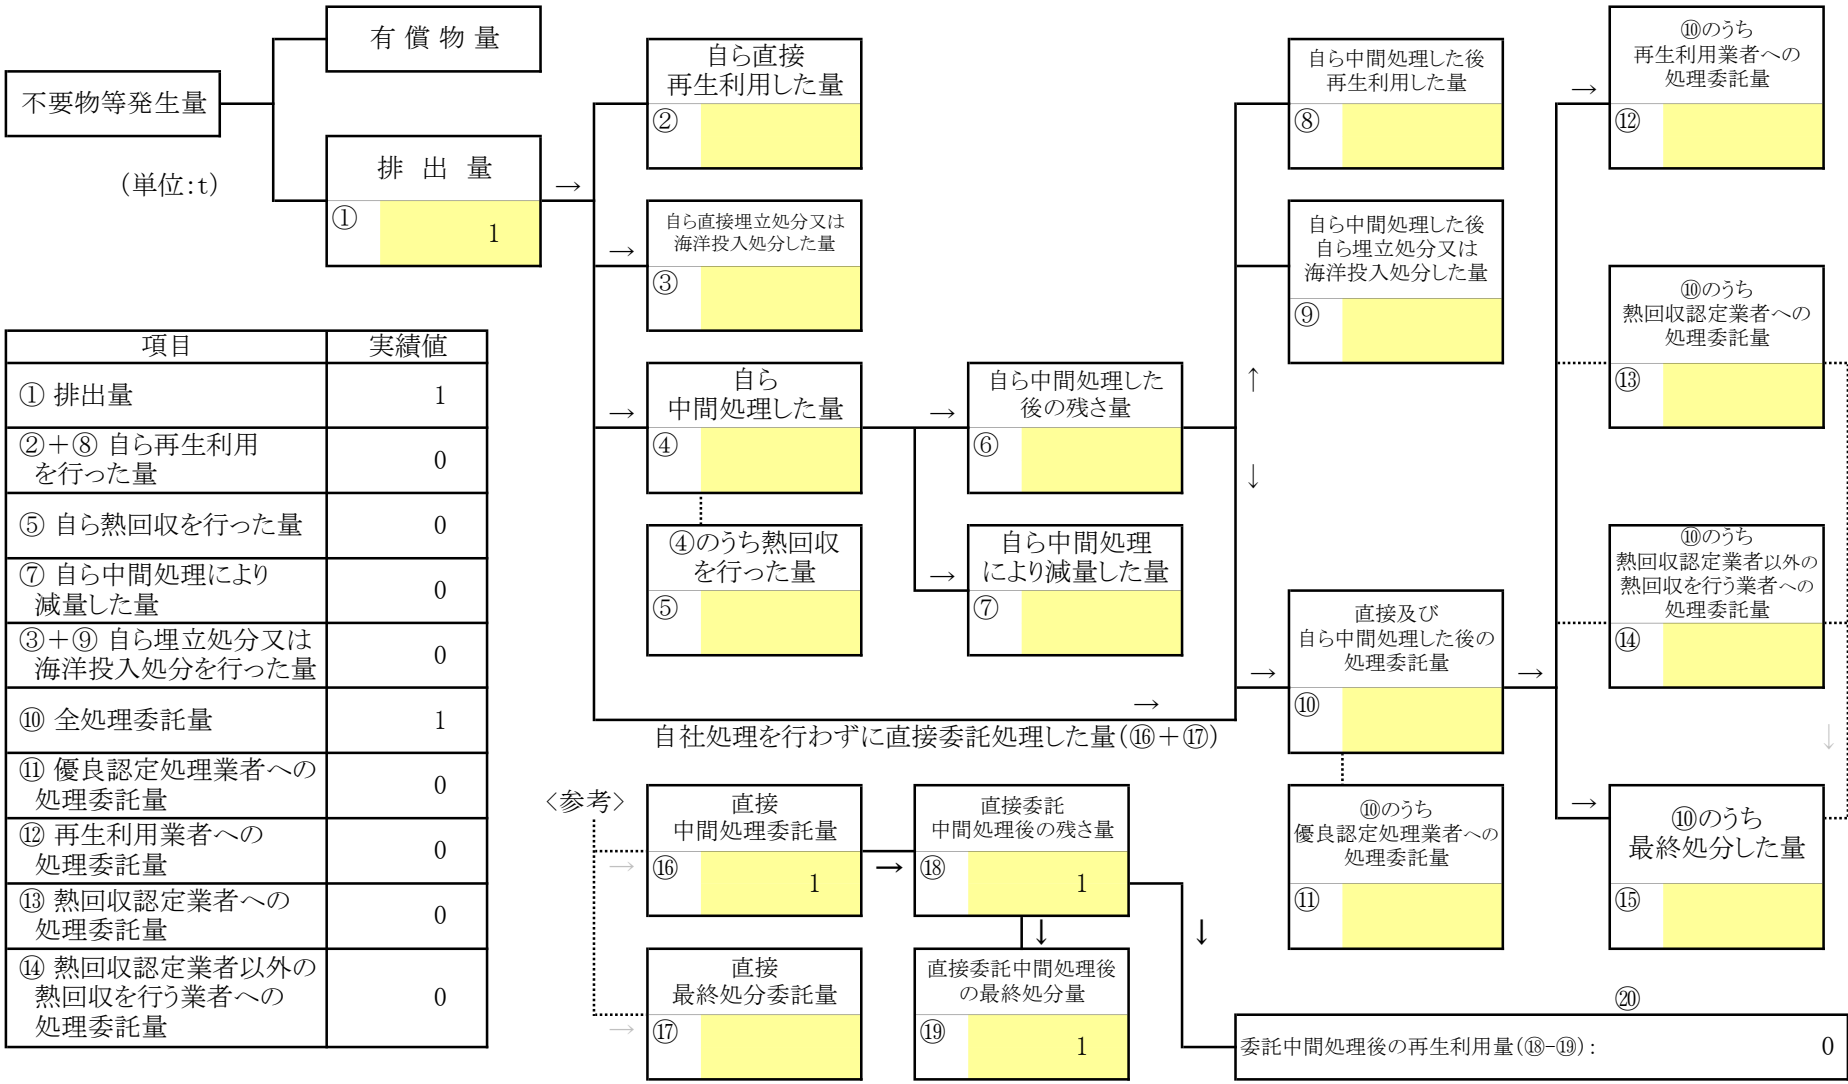 有 償 物 量
不要物等発生量
(単位:t)
排 出 量
→
①
1
自ら直接
再生利用した量
②
→
自ら直接埋立処分又は
海洋投入処分した量
③
→
自ら
中間処理した量
④
④のうち熱回収
を行った量
⑤
→
自ら中間処理した
後の残さ量
⑥
→
自ら中間処理
により減量した量
⑦
自ら中間処理した後
再生利用した量
⑧
自ら中間処理した後
自ら埋立処分又は
海洋投入処分した量
⑨
↑
↓
→
直接及び
自ら中間処理した後の
処理委託量
⑩
→
自社処理を行わずに直接委託処理した量(⑯+⑰)
⑩のうち
優良認定処理業者への
処理委託量
⑪
→
→
⑩のうち
再生利用業者への
処理委託量
⑫
⑩のうち
熱回収認定業者への
処理委託量
⑬
⑩のうち
熱回収認定業者以外の
熱回収を行う業者への
処理委託量
⑭
↓
→
⑩のうち
最終処分した量
⑮
項目 実績値
① 排出量 1
②+⑧ 自ら再生利用
を行った量 0
⑤ 自ら熱回収を行った量 0
⑦ 自ら中間処理により
減量した量 0
③+⑨ 自ら埋立処分又は
海洋投入処分を行った量 0
⑩ 全処理委託量 1
⑪ 優良認定処理業者への
処理委託量 0
⑫ 再生利用業者への
処理委託量 0
⑬ 熱回収認定業者への
処理委託量 0
⑭ 熱回収認定業者以外の
熱回収を行う業者への 0
処理委託量
〈参考〉
→
直接
中間処理委託量
⑯
1
→
直接委託
中間処理後の残さ量
⑱
1
↓
↓
→
直接
最終処分委託量
⑰
直接委託中間処理後
の最終処分量
⑲
1
⑳
委託中間処理後の再生利用量(⑱-⑲): 0